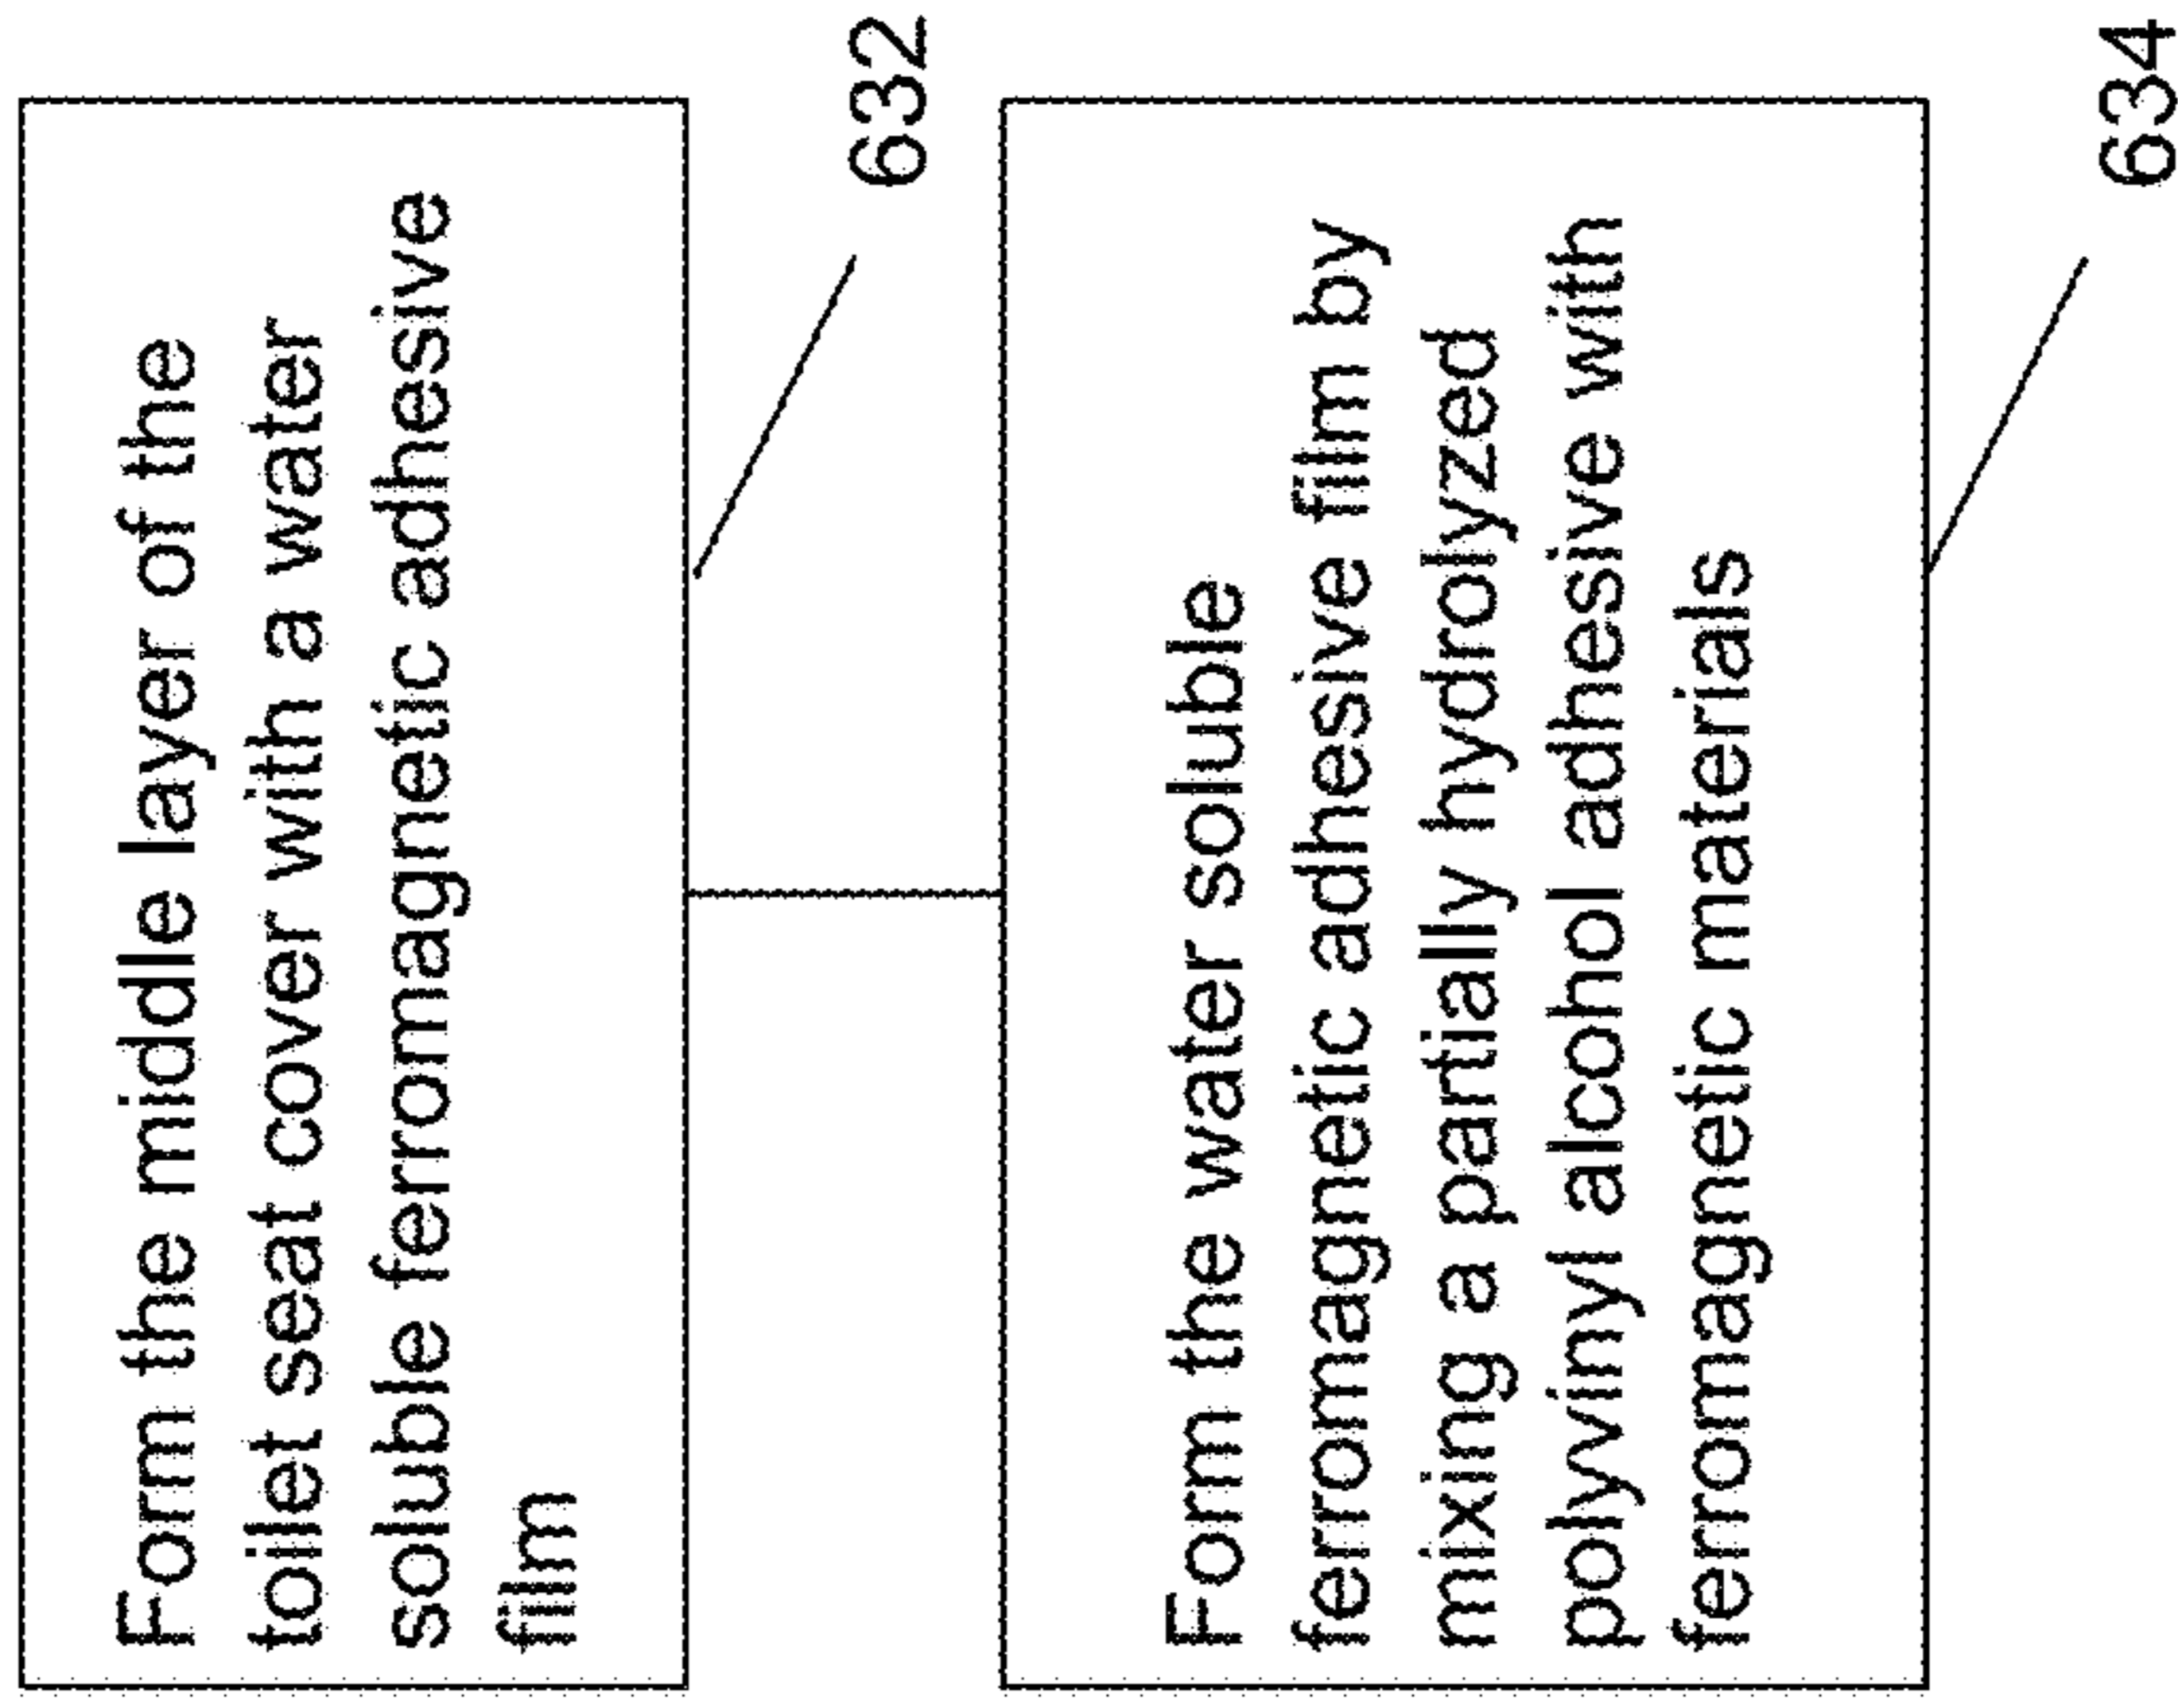 Form the middle layer of the
toilet seat cover with a water
soluble ferromagnetic adhesive
film
632
Form the water soluble
ferromagnetic adhesive film by
mixing a partially hydrolyzed
polyvinyl alcohol adhesive with
ferromagnetic materials
634